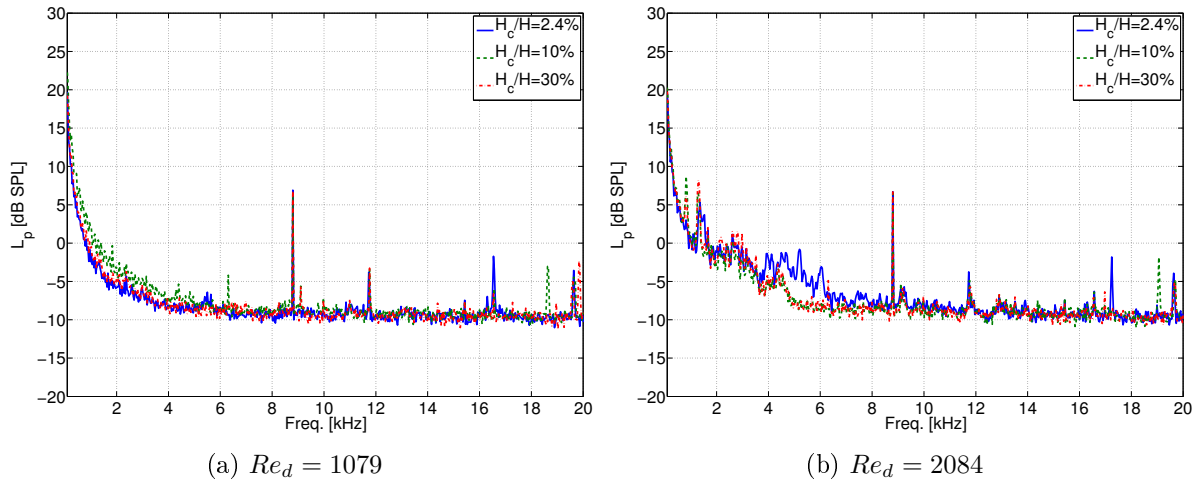 30
25
20
15
10
5
0
−5
−10
−15
−20
L_p [dB SPL]
2 4 6 8 10 12 14 16 18 20
Freq. [kHz]
H_c/H=2.4%
H_c/H=10%
H_c/H=30%
(a) Re_d = 1079
30
25
20
15
10
5
0
−5
−10
−15
−20
L_p [dB SPL]
2 4 6 8 10 12 14 16 18 20
Freq. [kHz]
H_c/H=2.4%
H_c/H=10%
H_c/H=30%
(b) Re_d = 2084